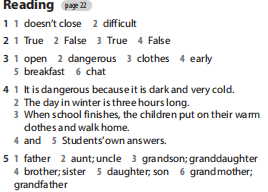 Reading page 22
1 1 doesn't close 2 difficult
2 1 True 2 False 3 True 4 False
3 1 open 2 dangerous 3 clothes 4 early
5 breakfast 6 chat
4 1 It is dangerous because it is dark and very cold.
2 The day in winter is three hours long.
3 When school finishes, the children put on their warm
clothes and walk home.
4 and 5 Students' own answers.
5 1 father 2 aunt; uncle 3 grandson; granddaughter
4 brother; sister 5 daughter; son 6 grandmother;
grandfather